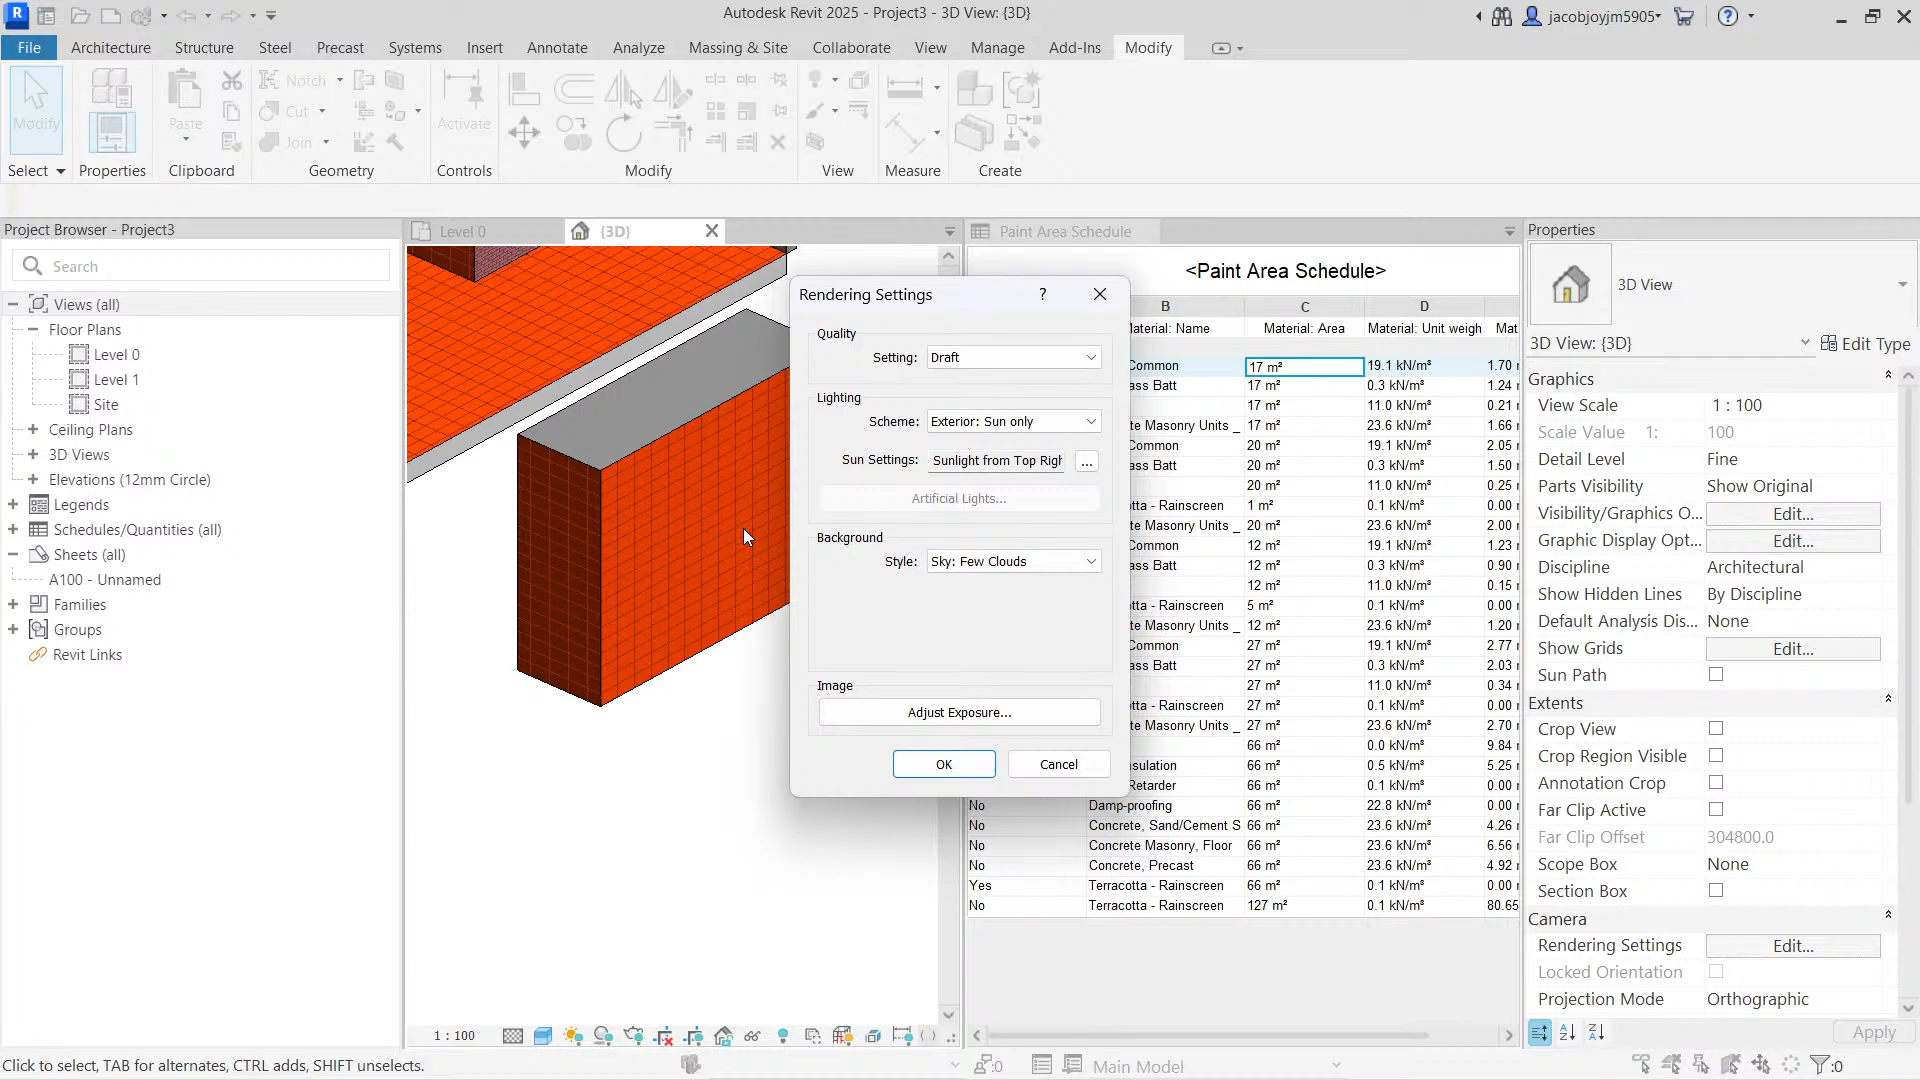 Autodesk Revit 2025 - Project3 - 3D View: {3D}
jacobjoyjm5905
File
Architecture
Structure
Steel
Precast
Systems
Insert
Annotate
Analyze
Massing & Site
Collaborate
View
Manage
Add-Ins
Modify
Modify
Paste
Notch
Cut
Join
Activate
Select
Properties
Clipboard
Geometry
Controls
Modify
View
Measure
Create
Project Browser - Project3
Search
Views (all)
Floor Plans
Level 0
Level 1
Site
Ceiling Plans
3D Views
Elevations (12mm Circle)
Legends
Schedules/Quantities (all)
Sheets (all)
A100 - Unnamed
Families
Groups
Revit Links
Level 0
{3D}
1 : 100
Rendering Settings
?
Quality
Setting: Draft
Lighting
Scheme: Exterior: Sun only
Sun Settings: Sunlight from Top Righ
...
Artificial Lights...
Background
Style: Sky: Few Clouds
Image
Adjust Exposure...
OK
Cancel
Paint Area Schedule
<Paint Area Schedule>
B C D
Material: Name Material: Area Material: Unit weigh Mat
Common 17 m² 19.1 kN/m³ 1.70
ass Batt 17 m² 0.3 kN/m³ 1.24
17 m² 11.0 kN/m³ 0.21
te Masonry Units _ 17 m² 23.6 kN/m³ 1.66
Common 20 m² 19.1 kN/m³ 2.05
ass Batt 20 m² 0.3 kN/m³ 1.50
20 m² 11.0 kN/m³ 0.25
tta - Rainscreen 1 m² 0.1 kN/m³ 0.00
te Masonry Units _ 20 m² 23.6 kN/m³ 2.00
Common 12 m² 19.1 kN/m³ 1.23
ass Batt 12 m² 0.3 kN/m³ 0.90
12 m² 11.0 kN/m³ 0.15
tta - Rainscreen 5 m² 0.1 kN/m³ 0.00
te Masonry Units _ 12 m² 23.6 kN/m³ 1.20
Common 27 m² 19.1 kN/m³ 2.77
ass Batt 27 m² 0.3 kN/m³ 2.03
27 m² 11.0 kN/m³ 0.34
tta - Rainscreen 27 m² 0.1 kN/m³ 0.00
te Masonry Units _ 27 m² 23.6 kN/m³ 2.70
66 m² 0.0 kN/m³ 9.84
sulation 66 m² 0.5 kN/m³ 5.25
Retarder 66 m² 0.1 kN/m³ 0.00
No Damp-proofing 66 m² 22.8 kN/m³ 0.00
No Concrete, Sand/Cement S 66 m² 23.6 kN/m³ 4.26
No Concrete Masonry, Floor 66 m² 23.6 kN/m³ 6.56
No Concrete, Precast 66 m² 23.6 kN/m³ 4.92
Yes Terracotta - Rainscreen 66 m² 0.1 kN/m³ 0.00
No Terracotta - Rainscreen 127 m² 0.1 kN/m³ 80.65
Properties
3D View
3D View: {3D}
Edit Type
Graphics
View Scale 1 : 100
Scale Value 1: 100
Detail Level Fine
Parts Visibility Show Original
Visibility/Graphics O... Edit...
Graphic Display Opt... Edit...
Discipline Architectural
Show Hidden Lines By Discipline
Default Analysis Dis... None
Show Grids Edit...
Sun Path
Extents
Crop View
Crop Region Visible
Annotation Crop
Far Clip Active
Far Clip Offset 304800.0
Scope Box None
Section Box
Camera
Rendering Settings Edit...
Locked Orientation
Projection Mode Orthographic
Apply
Click to select, TAB for alternates, CTRL adds, SHIFT unselects.
:0
Main Model
:0